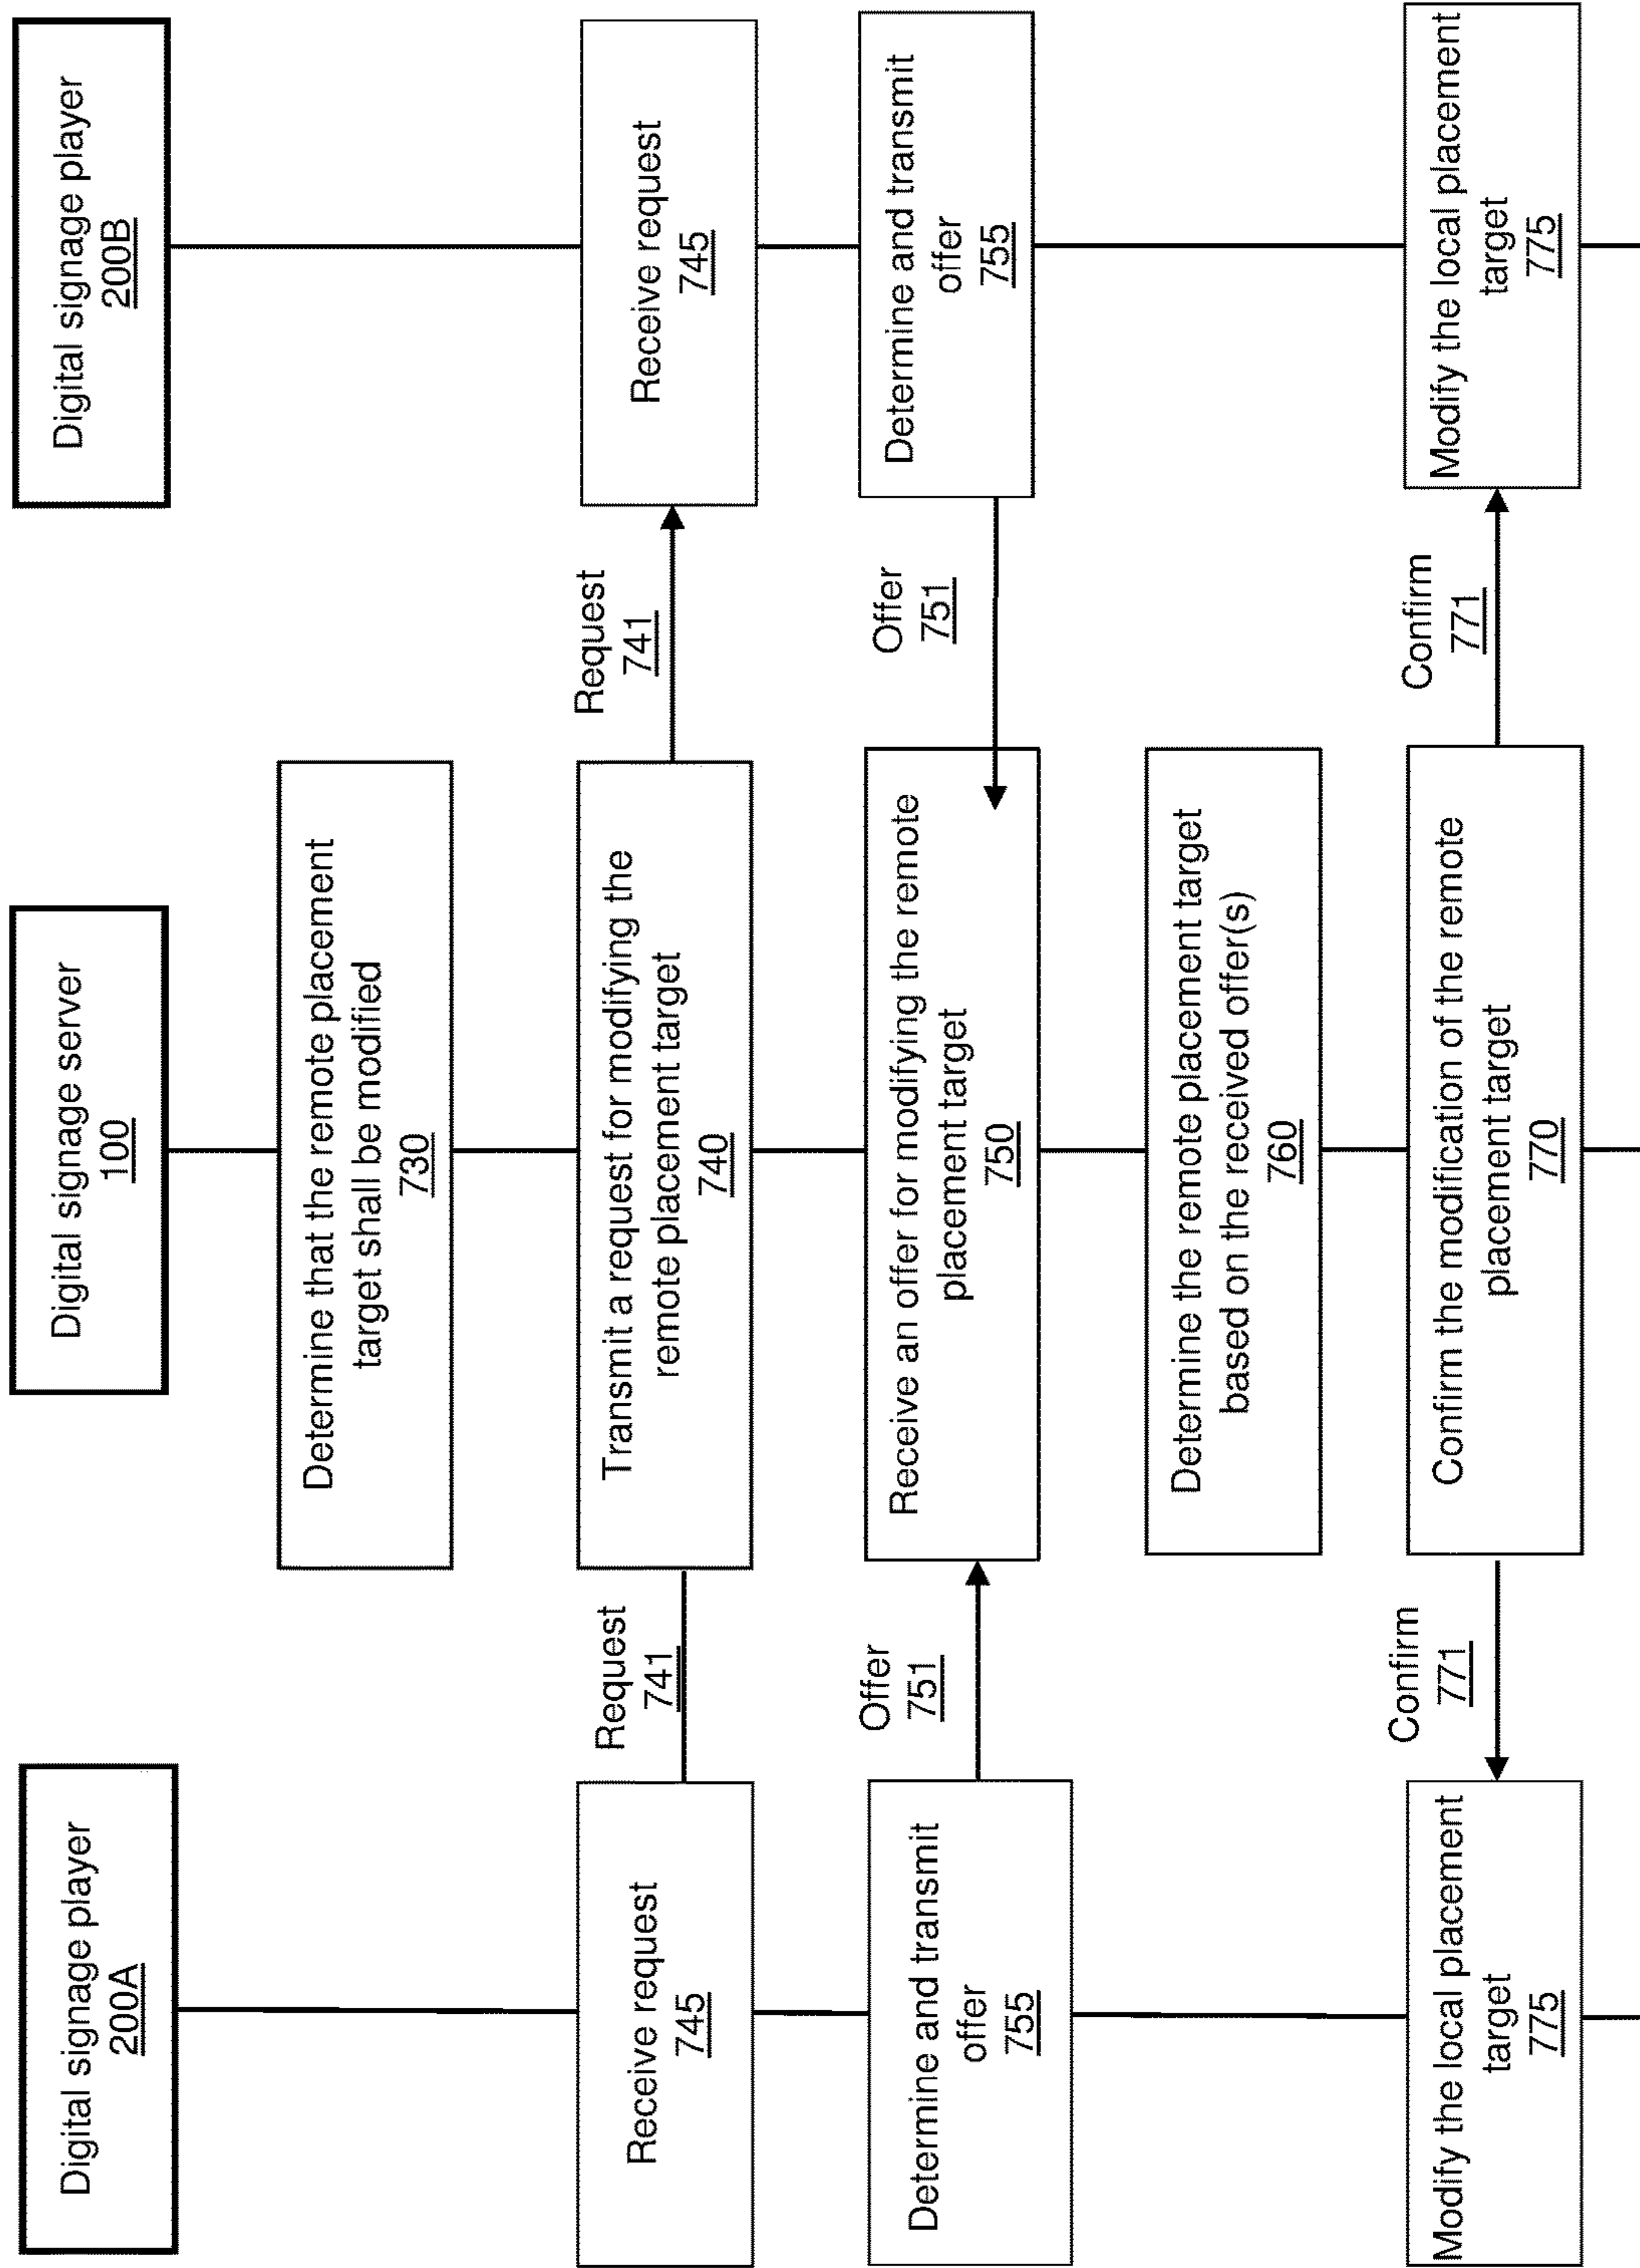 Digital signage player
200A
Digital signage server
100
Digital signage player
200B
Determine that the remote placement
target shall be modified
730
Receive request
745
Request
741
Transmit a request for modifying the
remote placement target
740
Request
741
Receive request
745
Determine and transmit
offer
755
Offer
751
Receive an offer for modifying the remote
placement target
750
Offer
751
Determine and transmit
offer
755
Determine the remote placement target
based on the received offer(s)
760
Modify the local placement
target
775
Confirm
771
Confirm the modification of the remote
placement target
770
Confirm
771
Modify the local placement
target
775